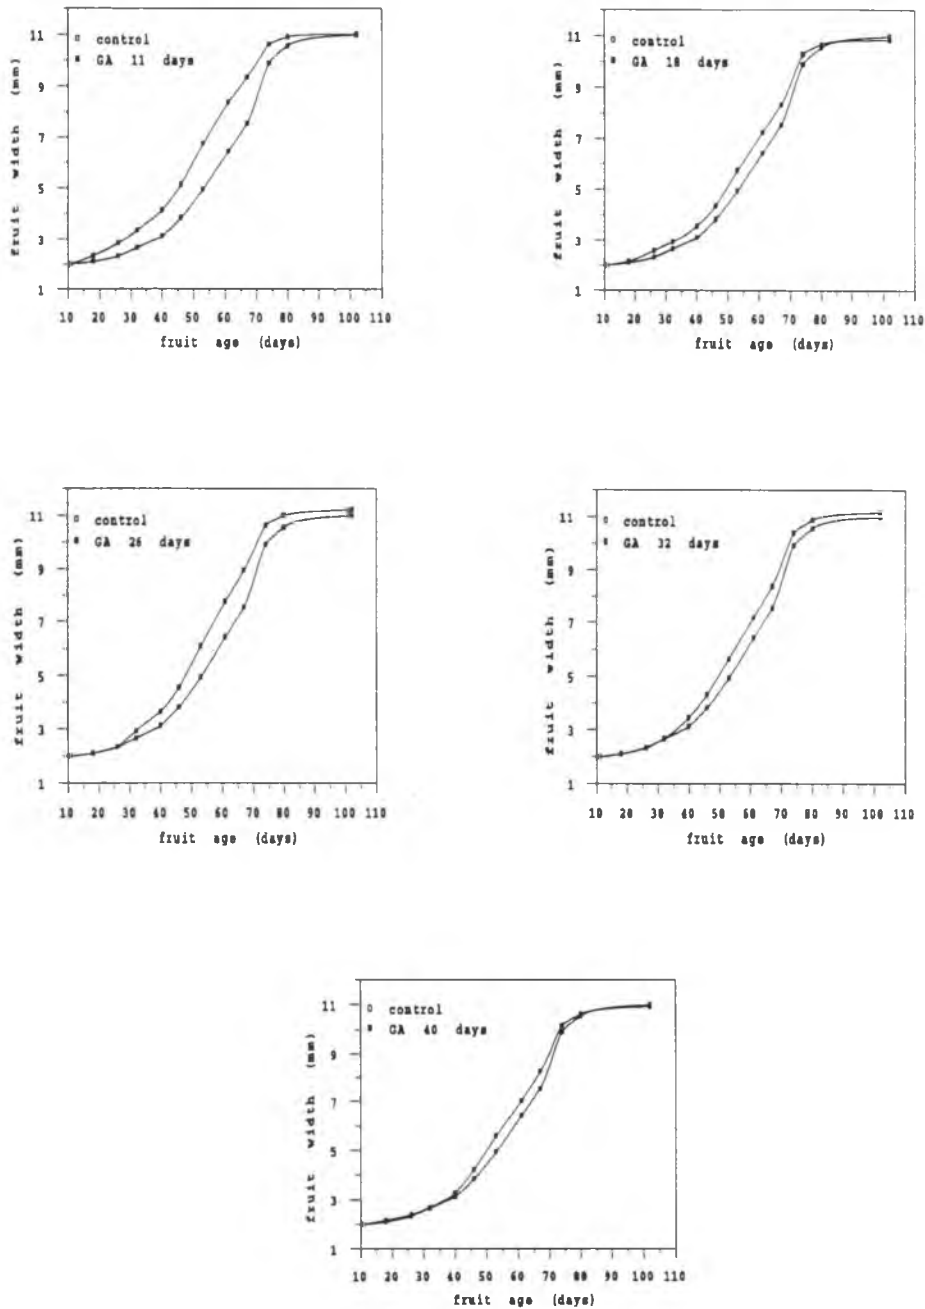 11
9
7
5
3
1
fruit width (mm)
□ control
■ GA 11 days
10 20 30 40 50 60 70 80 90 100 110
fruit age (days)
11
9
7
5
3
1
fruit width (mm)
□ control
■ GA 18 days
10 20 30 40 50 60 70 80 90 100 110
fruit age (days)
11
9
7
5
3
1
fruit width (mm)
□ control
■ GA 26 days
10 20 30 40 50 60 70 80 90 100 110
fruit age (days)
11
9
7
5
3
1
fruit width (mm)
□ control
■ GA 32 days
10 20 30 40 50 60 70 80 90 100 110
fruit age (days)
11
9
7
5
3
1
fruit width (mm)
□ control
■ GA 40 days
10 20 30 40 50 60 70 80 90 100 110
fruit age (days)